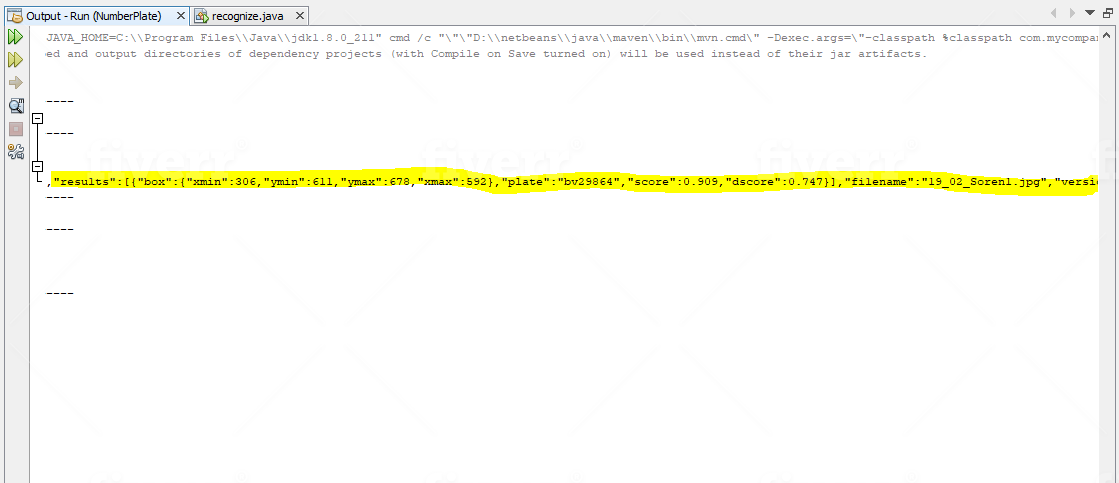 Output - Run (NumberPlate)
recognize.java
JAVA_HOME=C:\\Program Files\\Java\\jdk1.8.0_211" cmd /c "\"\"D:\\netbeans\\java\\maven\\bin\\mvn.cmd\" -Dexec.args=\"-classpath %classpath com.mycompan
ed and output directories of dependency projects (with Compile on Save turned on) will be used instead of their jar artifacts.
----
----
,"results":[{"box":{"xmin":306,"ymin":611,"ymax":678,"xmax":592},"plate":"bv29864","score":0.909,"dscore":0.747}],"filename":"19_02_Soren1.jpg","versio
----
----
----